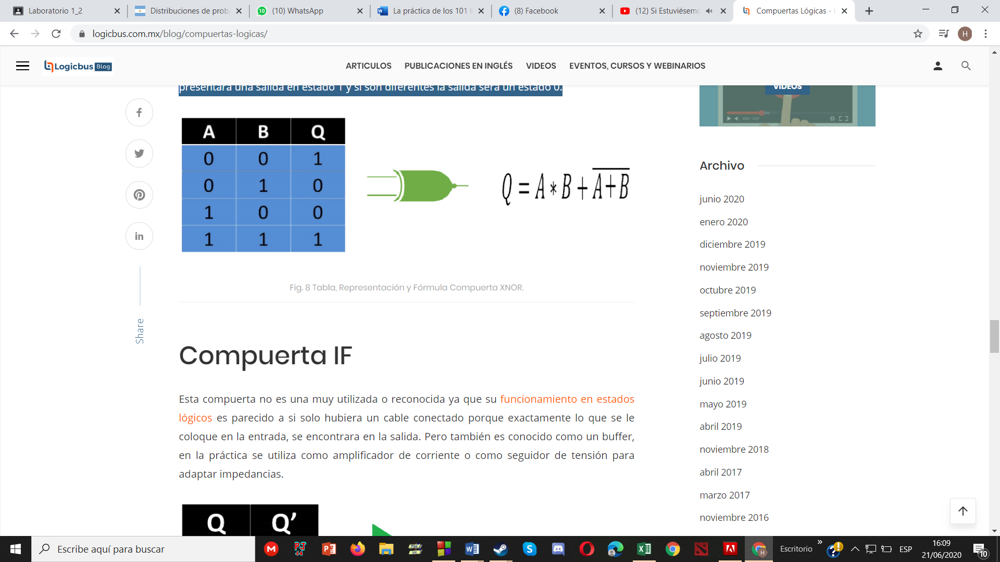 Laboratorio 1_2
Distribuciones de prob
(10) WhatsApp
La práctica de los 101 l
(8) Facebook
(12) Si Estuviésem
Compuertas Lógicas -
logicbus.com.mx/blog/compuertas-logicas/
H
Logicbus Blog
ARTICULOS
PUBLICACIONES EN INGLÉS
VIDEOS
EVENTOS, CURSOS Y WEBINARIOS
presentara una salida en estado 1 y si son diferentes la salida sera un estado 0.
VIDEOS
A B Q
0 0 1
0 1 0
1 0 0
1 1 1
Q = A * B + \overline{A + B}
Fig. 8 Tabla, Representación y Fórmula Compuerta XNOR.
Share
Compuerta IF
Esta compuerta no es una muy utilizada o reconocida ya que su funcionamiento en estados
lógicos es parecido a si solo hubiera un cable conectado porque exactamente lo que se le
coloque en la entrada, se encontrara en la salida. Pero también es conocido como un buffer,
en la práctica se utiliza como amplificador de corriente o como seguidor de tensión para
adaptar impedancias.
Q Q’
Archivo
junio 2020
enero 2020
diciembre 2019
noviembre 2019
octubre 2019
septiembre 2019
agosto 2019
julio 2019
junio 2019
mayo 2019
abril 2019
noviembre 2018
abril 2017
marzo 2017
noviembre 2016
Escribe aquí para buscar
Escritorio
ESP
16:09
21/06/2020
10